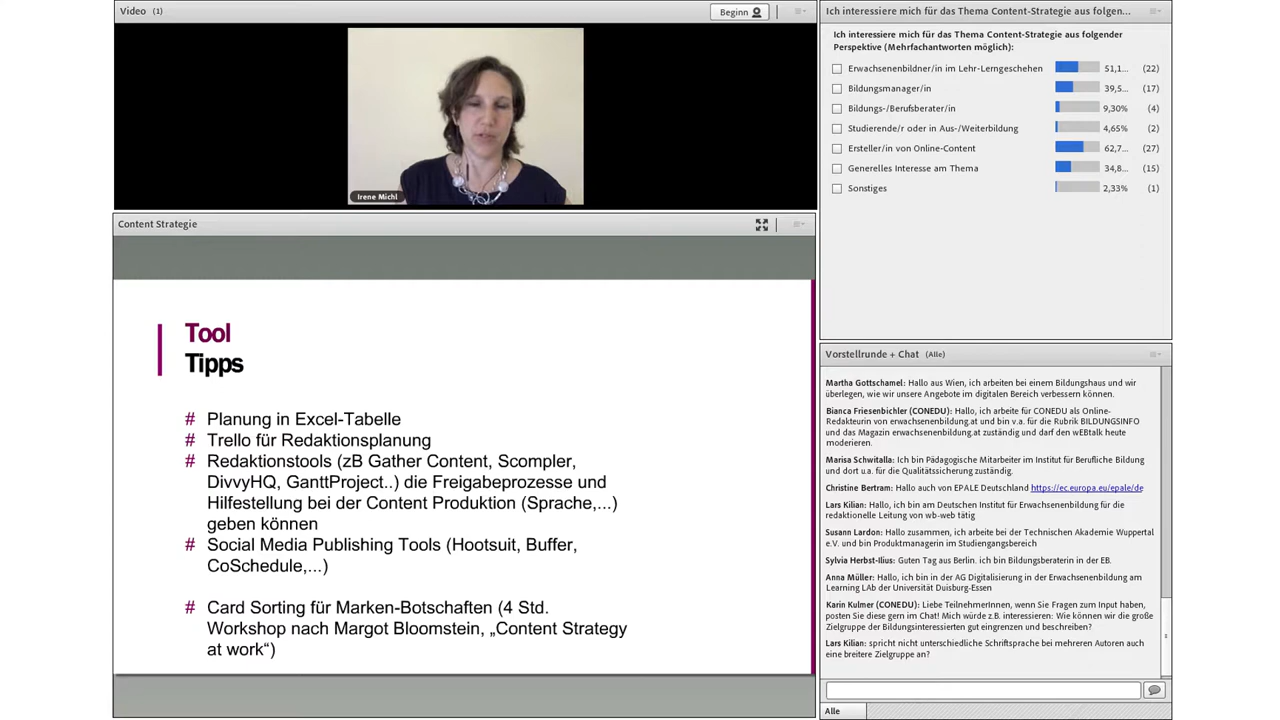 Video (1)
Beginn
Irene Michl
Content Strategie
Tool
Tipps
# Planung in Excel-Tabelle
# Trello für Redaktionsplanung
# Redaktionstools (zB Gather Content, Scompler,
DivvyHQ, GanttProject..) die Freigabeprozesse und
Hilfestellung bei der Content Produktion (Sprache,...)
geben können
# Social Media Publishing Tools (Hootsuit, Buffer,
CoSchedule,...)
# Card Sorting für Marken-Botschaften (4 Std.
Workshop nach Margot Bloomstein, „Content Strategy
at work“)
Ich interessiere mich für das Thema Content-Strategie aus folgen...
Ich interessiere mich für das Thema Content-Strategie aus folgender
Perspektive (Mehrfachantworten möglich):
Erwachsenenbildner/in im Lehr-Lerngeschehen 51,1... (22)
Bildungsmanager/in 39,5... (17)
Bildungs-/Berufsberater/in 9,30% (4)
Studierende/r oder in Aus-/Weiterbildung 4,65% (2)
Ersteller/in von Online-Content 62,7... (27)
Generelles Interesse am Thema 34,8... (15)
Sonstiges 2,33% (1)
Vorstellrunde + Chat (Alle)
Martha Gottschamel: Hallo aus Wien, ich arbeiten bei einem Bildungshaus und wir
überlegen, wie wir unsere Angebote im digitalen Bereich verbessern können.
Bianca Friesenbichler (CONEDU): Hallo, ich arbeite für CONEDU als Online-
Redakteurin von erwachsenenbildung.at und bin v.a. für die Rubrik BILDUNGSINFO
und das Magazin erwachsenenbildung.at zuständig und darf den wEBtalk heute
moderieren.
Marisa Schwitalla: Ich bin Pädagogische Mitarbeiter im Institut für Berufliche Bildung
und dort u.a. für die Qualitätssicherung zuständig.
Christine Bertram: Hallo auch von EPALE Deutschland https://ec.europa.eu/epale/de
Lars Kilian: Hallo, ich bin am Deutschen Institut für Erwachsenenbildung für die
redaktionelle Leitung von wb-web tätig
Susann Lardon: Hallo zusammen, ich arbeite bei der Technischen Akademie Wuppertal
e.V. und bin Produktmanagerin im Studiengangsbereich
Sylvia Herbst-Ilius: Guten Tag aus Berlin. ich bin Bildungsberaterin in der EB.
Anna Müller: Hallo, ich bin in der AG Digitalisierung in der Erwachsenenbildung am
Learning LAb der Universität Duisburg-Essen
Karin Kulmer (CONEDU): Liebe TeilnehmerInnen, wenn Sie Fragen zum Input haben,
posten Sie diese gern im Chat! Mich würde z.B. interessieren: Wie können wir die große
Zielgruppe der Bildungsinteressierten gut eingrenzen und beschreiben?
Lars Kilian: spricht nicht unterschiedliche Schriftsprache bei mehreren Autoren auch
eine breitere Zielgruppe an?
Alle